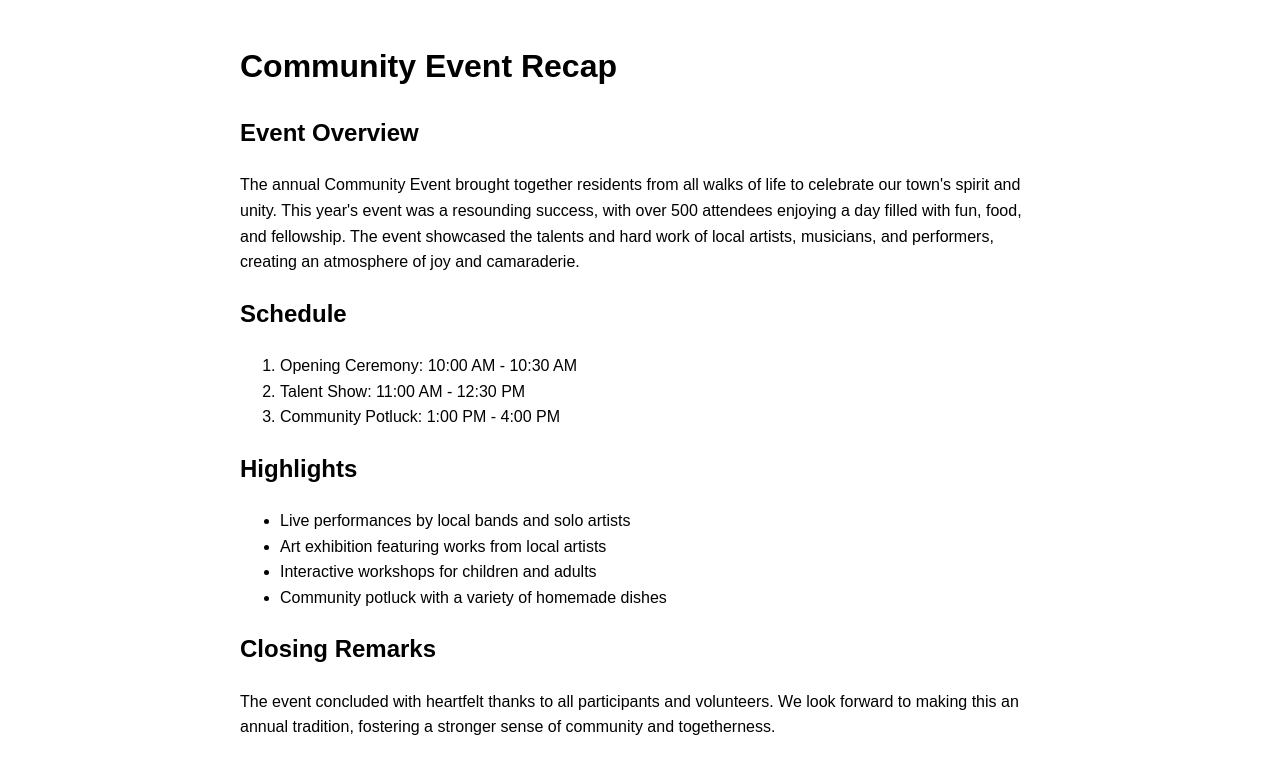 Community Event Recap
Event Overview
The annual Community Event brought together residents from all walks of life to celebrate our town's spirit and
unity. This year's event was a resounding success, with over 500 attendees enjoying a day filled with fun, food,
and fellowship. The event showcased the talents and hard work of local artists, musicians, and performers,
creating an atmosphere of joy and camaraderie.
Schedule
1. Opening Ceremony: 10:00 AM - 10:30 AM
2. Talent Show: 11:00 AM - 12:30 PM
3. Community Potluck: 1:00 PM - 4:00 PM
Highlights
• Live performances by local bands and solo artists
• Art exhibition featuring works from local artists
• Interactive workshops for children and adults
• Community potluck with a variety of homemade dishes
Closing Remarks
The event concluded with heartfelt thanks to all participants and volunteers. We look forward to making this an
annual tradition, fostering a stronger sense of community and togetherness.